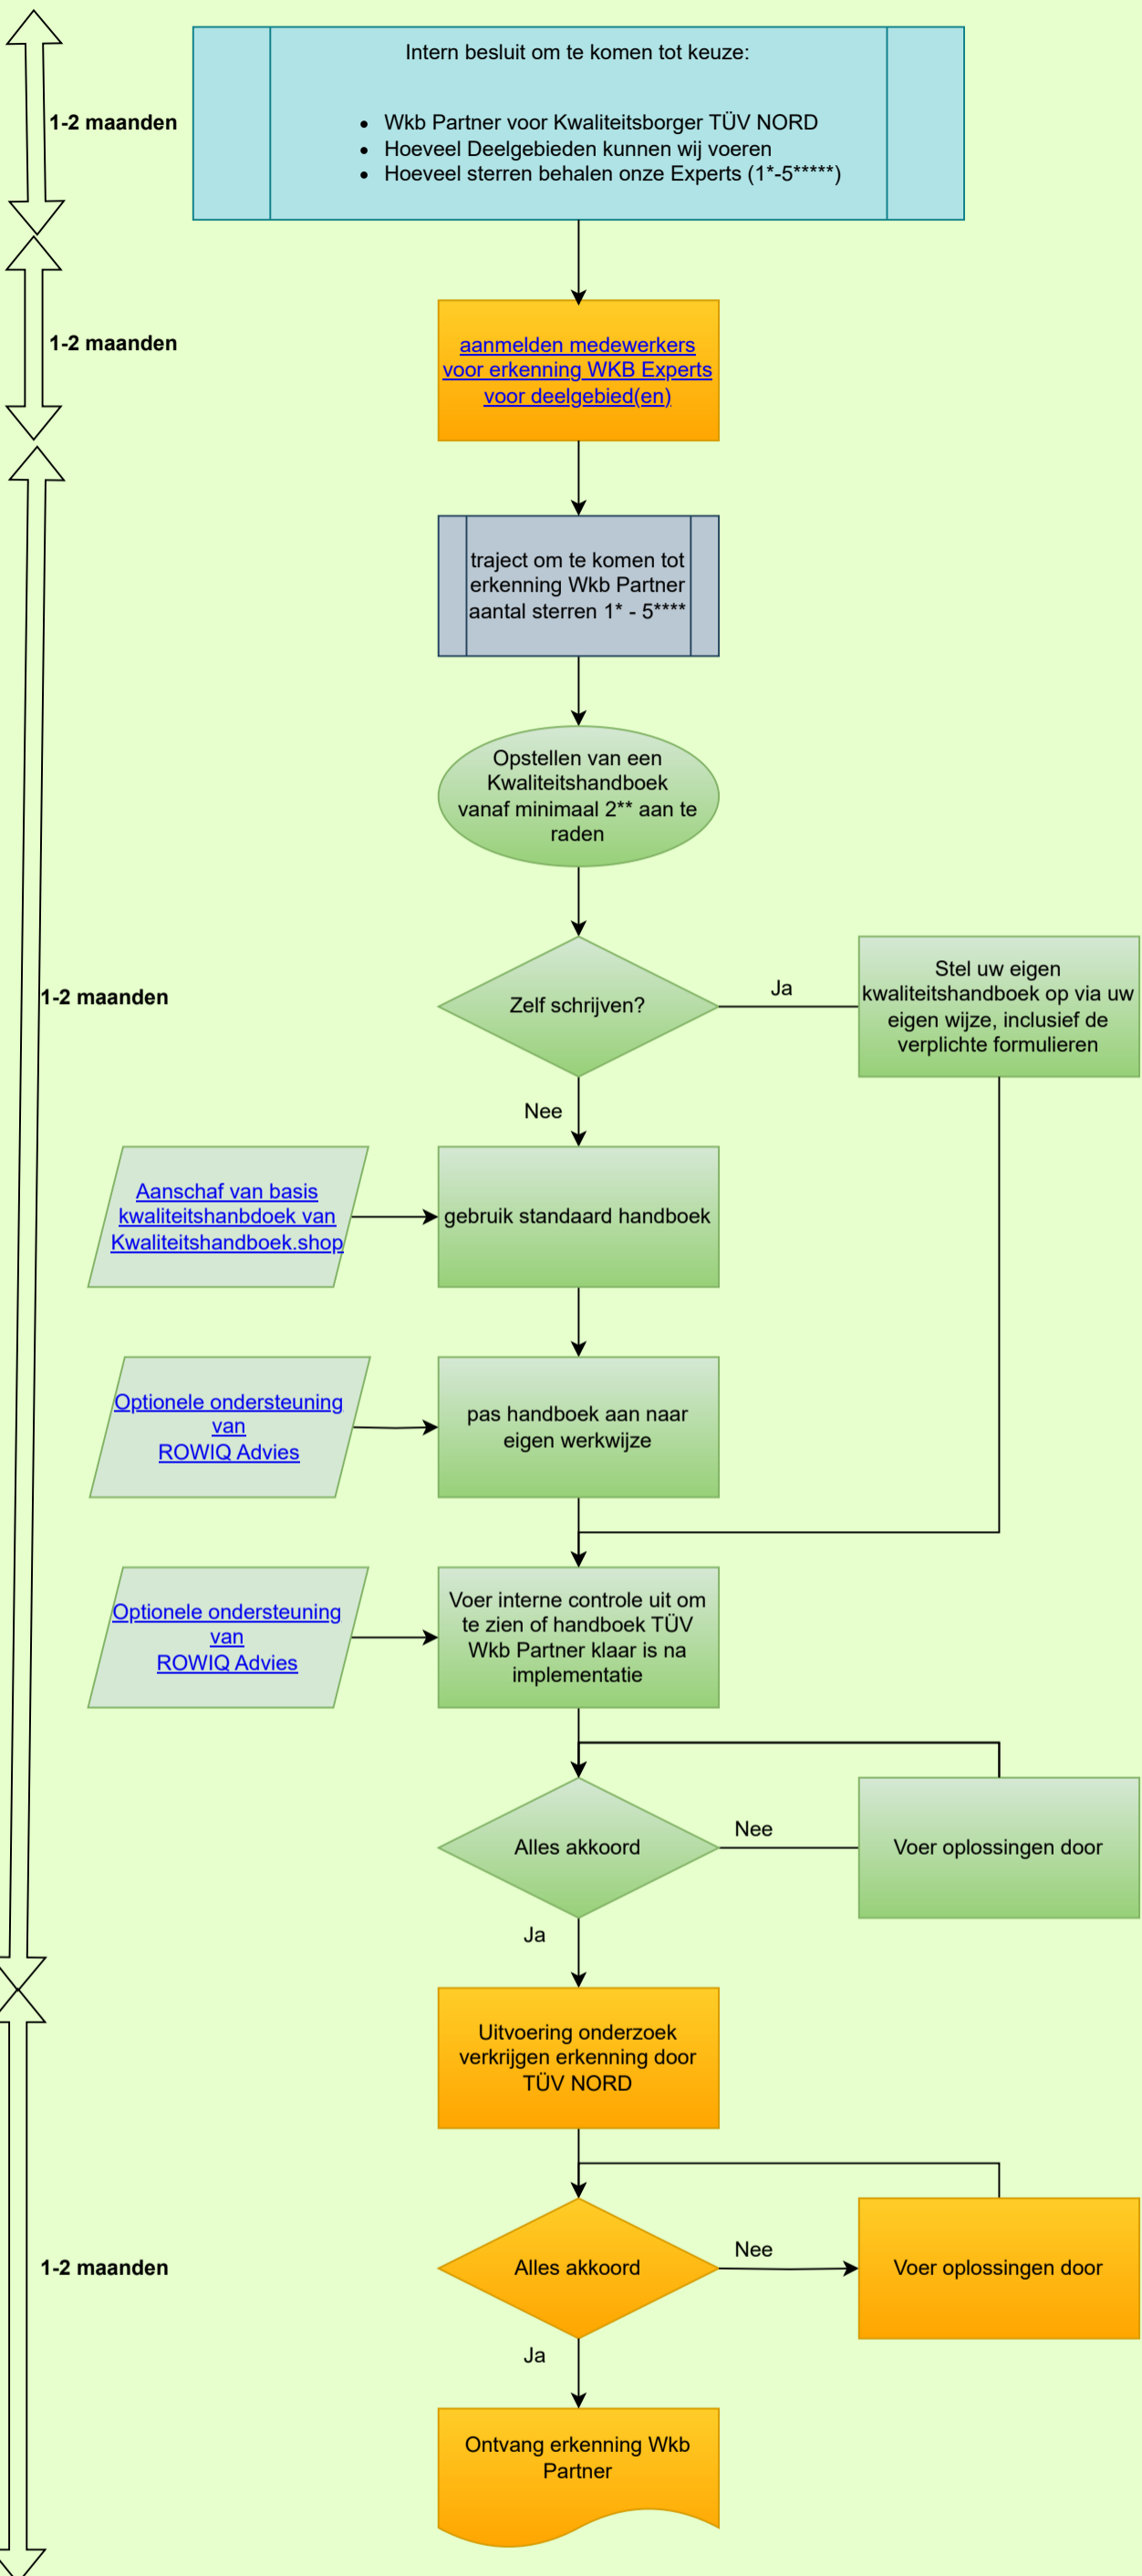 Intern besluit om te komen tot keuze:
1-2 maanden
• Wkb Partner voor Kwaliteitsborger TÜV NORD
• Hoeveel Deelgebieden kunnen wij voeren
• Hoeveel sterren behalen onze Experts (1*-5*****)
1-2 maanden
aanmelden medewerkers
voor erkenning WKB Experts
voor deelgebied(en)
traject om te komen tot
erkenning Wkb Partner
aantal sterren 1* - 5****
Opstellen van een
Kwaliteitshandboek
vanaf minimaal 2** aan te
raden
1-2 maanden
Zelf schrijven?
Ja
Stel uw eigen
kwaliteitshandboek op via uw
eigen wijze, inclusief de
verplichte formulieren
Nee
Aanschaf van basis
kwaliteitshanbdoek van
Kwaliteitshandboek.shop
gebruik standaard handboek
Optionele ondersteuning
van
ROWIQ Advies
pas handboek aan naar
eigen werkwijze
Optionele ondersteuning
van
ROWIQ Advies
Voer interne controle uit om
te zien of handboek TÜV
Wkb Partner klaar is na
implementatie
Alles akkoord
Nee
Voer oplossingen door
Ja
Uitvoering onderzoek
verkrijgen erkenning door
TÜV NORD
1-2 maanden
Alles akkoord
Nee
Voer oplossingen door
Ja
Ontvang erkenning Wkb
Partner